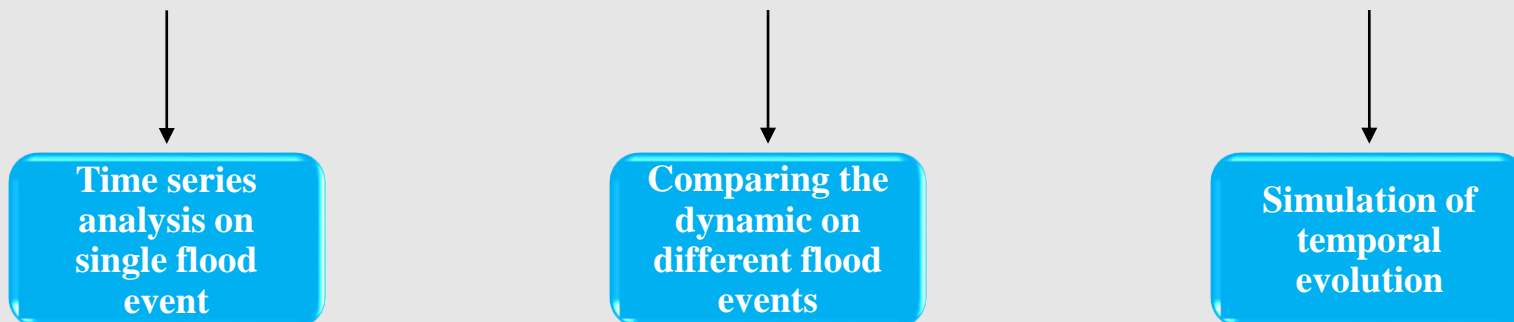 Time series
analysis on
single flood
event
Comparing the
dynamic on
different flood
events
Simulation of
temporal
evolution